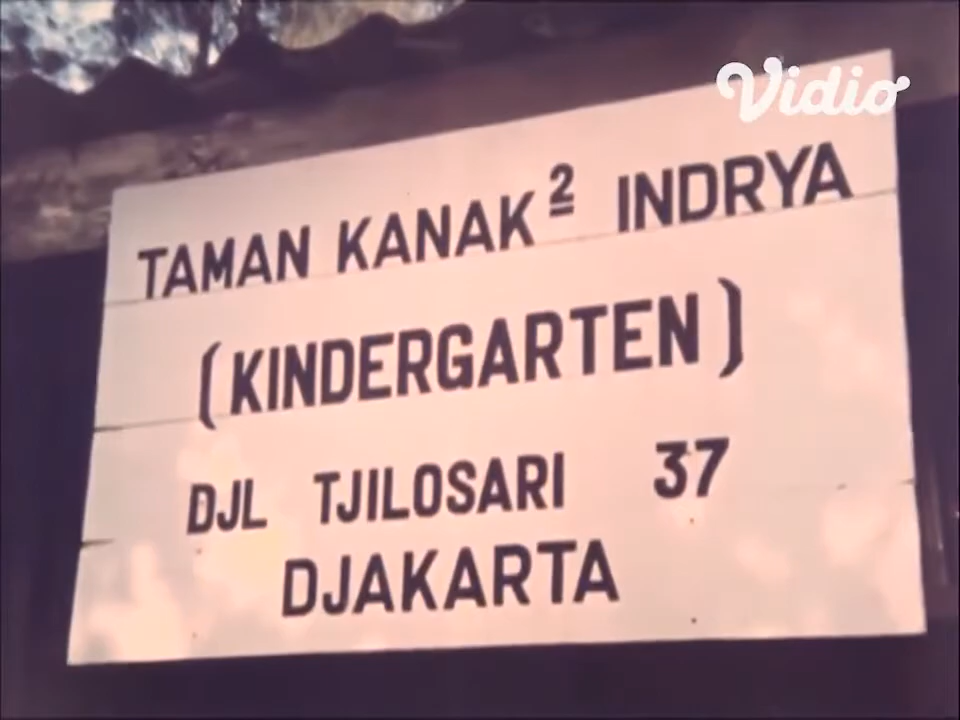 Vidio
TAMAN KANAK² INDRYA
(KINDERGARTEN)
DJL TJILOSARI 37
DJAKARTA